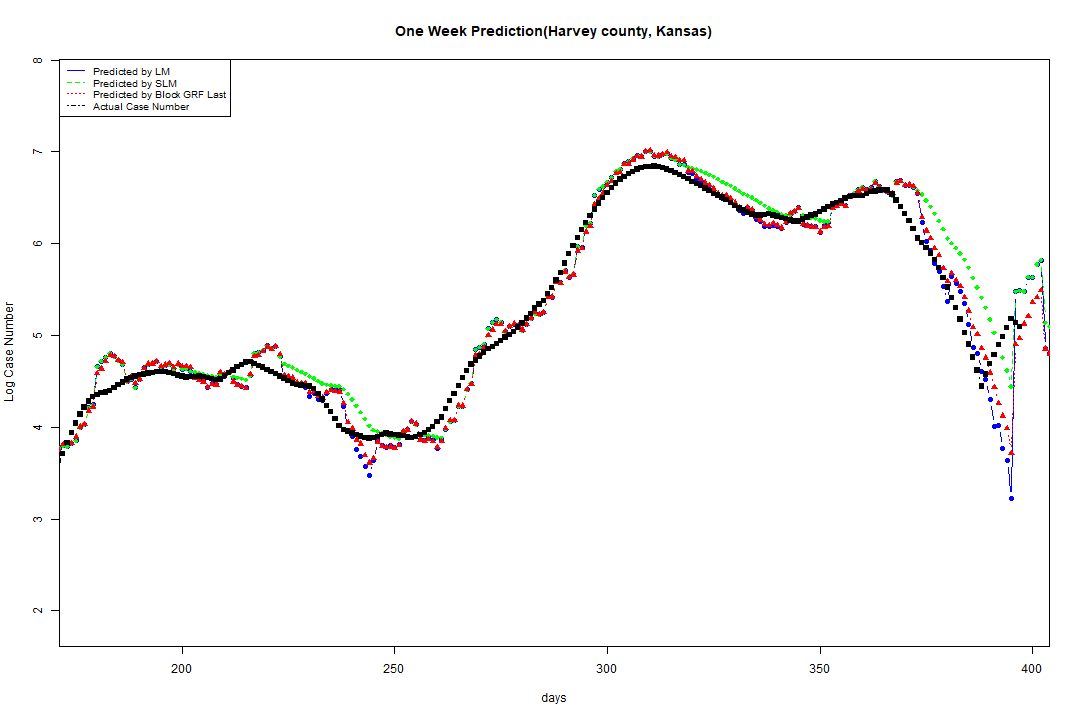 One Week Prediction(Harvey county, Kansas)
Predicted by LM
Predicted by SLM
Predicted by Block GRF Last
Actual Case Number
Log Case Number
8
7
6
5
4
3
2
200 250 300 350 400
days